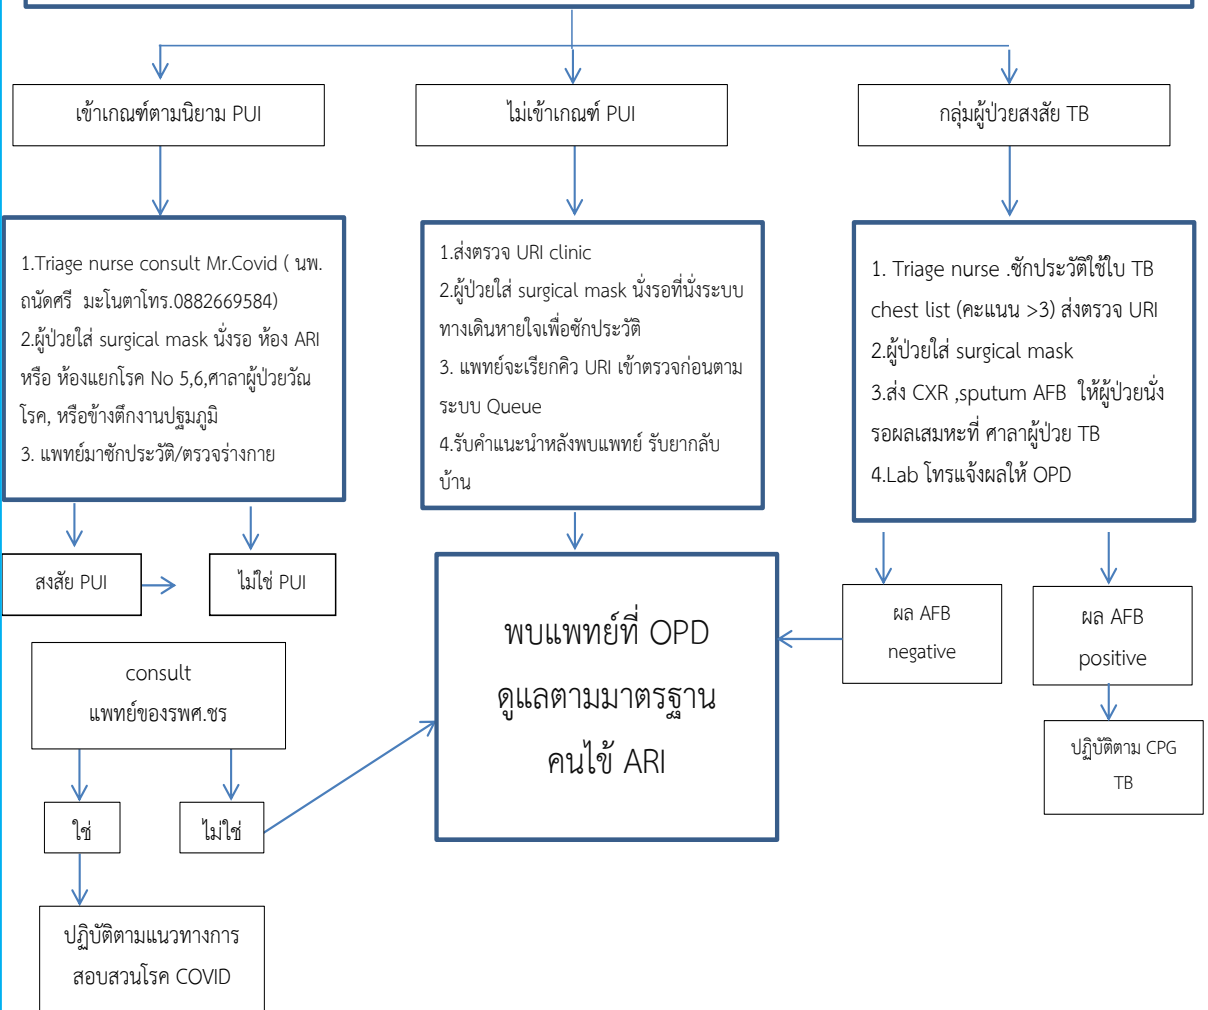 เข้าเกณฑ์ตามนิยาม PUI
ไม่เข้าเกณฑ์ PUI
กลุ่มผู้ป่วยสงสัย TB
1.Triage nurse consult Mr.Covid ( นพ.
ถนัดศรี มะโนตาโทร.0882669584)
2.ผู้ป่วยใส่ surgical mask นั่งรอ ห้อง ARI
หรือ ห้องแยกโรค No 5,6,ศาลาผู้ป่วยวัณ
โรค, หรือข้างตึกงานปฐมภูมิ
3. แพทย์มาซักประวัติ/ตรวจร่างกาย
1.ส่งตรวจ URI clinic
2.ผู้ป่วยใส่ surgical mask นั่งรอที่นั่งระบบ
ทางเดินหายใจเพื่อซักประวัติ
3. แพทย์จะเรียกคิว URI เข้าตรวจก่อนตาม
ระบบ Queue
4.รับคำแนะนำหลังพบแพทย์ รับยากลับ
บ้าน
1. Triage nurse .ซักประวัติใช้ใบ TB
chest list (คะแนน >3) ส่งตรวจ URI
2.ผู้ป่วยใส่ surgical mask
3.ส่ง CXR ,sputum AFB ให้ผู้ป่วยนั่ง
รอผลเสมหะที่ ศาลาผู้ป่วย TB
4.Lab โทรแจ้งผลให้ OPD
สงสัย PUI
ไม่ใช่ PUI
consult
แพทย์ของรพศ.ชร
ใช่
ไม่ใช่
ปฏิบัติตามแนวทางการ
สอบสวนโรค COVID
พบแพทย์ที่ OPD
ดูแลตามมาตรฐาน
คนไข้ ARI
ผล AFB
negative
ผล AFB
positive
ปฏิบัติตาม CPG
TB